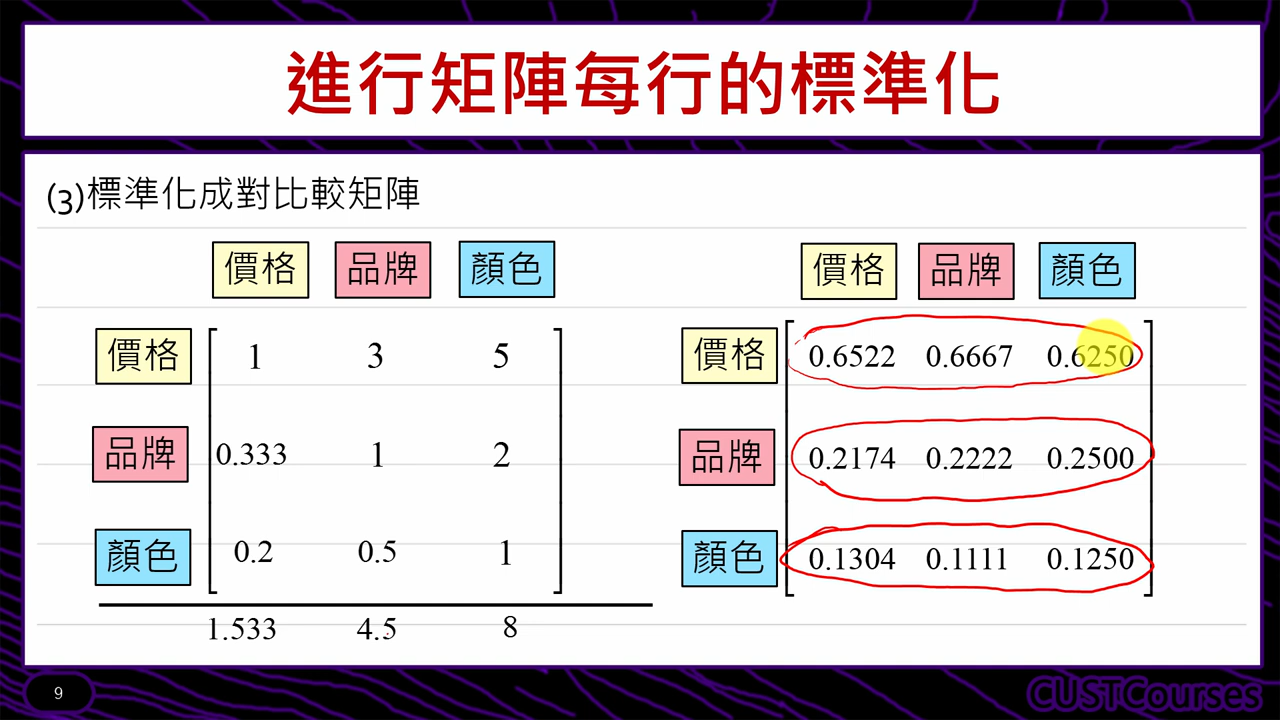 進行矩陣每行的標準化
(3)標準化成對比較矩陣
價格 品牌 顏色
價格 1 3 5
品牌 0.333 1 2
顏色 0.2 0.5 1
1.533 4.5 8
價格 品牌 顏色
價格 0.6522 0.6667 0.6250
品牌 0.2174 0.2222 0.2500
顏色 0.1304 0.1111 0.1250
9
CUSTCourses